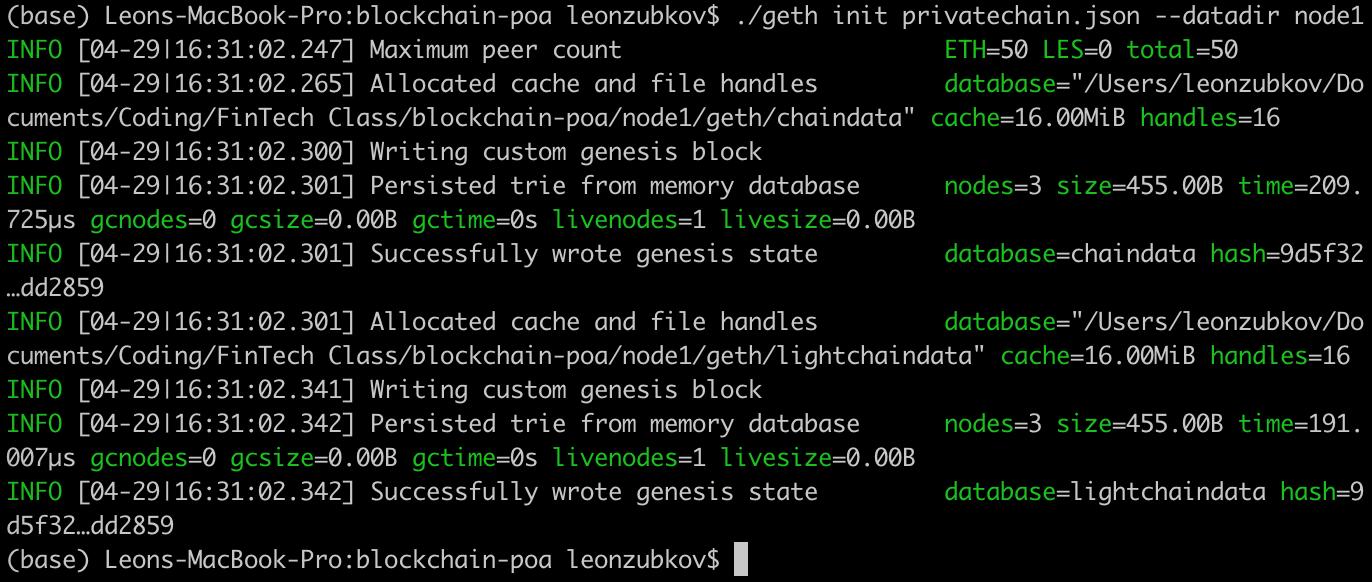 (base) Leons-MacBook-Pro:blockchain-poa leonzubkov$ ./geth init privatechain.json --datadir node1
INFO [04-29|16:31:02.247] Maximum peer count                       ETH=50 LES=0 total=50
INFO [04-29|16:31:02.265] Allocated cache and file handles         database="/Users/leonzubkov/Do
cuments/Coding/FinTech Class/blockchain-poa/node1/geth/chaindata" cache=16.00MiB handles=16
INFO [04-29|16:31:02.300] Writing custom genesis block
INFO [04-29|16:31:02.301] Persisted trie from memory database      nodes=3 size=455.00B time=209.
725µs gcnodes=0 gcsize=0.00B gctime=0s livenodes=1 livesize=0.00B
INFO [04-29|16:31:02.301] Successfully wrote genesis state         database=chaindata hash=9d5f32
…dd2859
INFO [04-29|16:31:02.301] Allocated cache and file handles         database="/Users/leonzubkov/Do
cuments/Coding/FinTech Class/blockchain-poa/node1/geth/lightchaindata" cache=16.00MiB handles=16
INFO [04-29|16:31:02.341] Writing custom genesis block
INFO [04-29|16:31:02.342] Persisted trie from memory database      nodes=3 size=455.00B time=191.
007µs gcnodes=0 gcsize=0.00B gctime=0s livenodes=1 livesize=0.00B
INFO [04-29|16:31:02.342] Successfully wrote genesis state         database=lightchaindata hash=9
d5f32…dd2859
(base) Leons-MacBook-Pro:blockchain-poa leonzubkov$